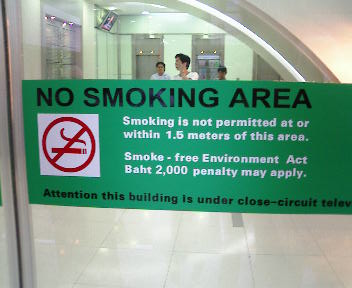 NO SMOKING AREA
Smoking is not permitted at or
within 1.5 meters of this area.
Smoke - free Environment Act
Baht 2,000 penalty may apply.
Attention this building is under close-circuit telev